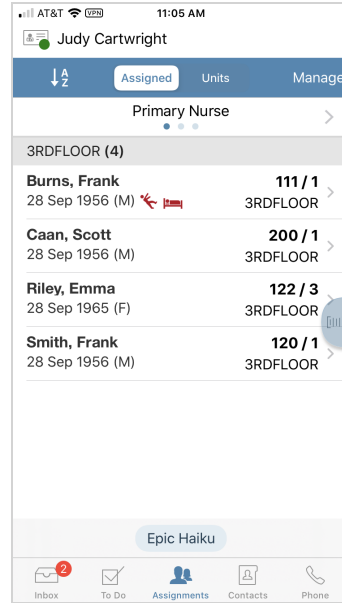 AT&T VPN 11:05 AM
Judy Cartwright
A
Z
Assigned Units Manage
Primary Nurse
3RDFLOOR (4)
Burns, Frank 111 / 1
28 Sep 1956 (M) 3RDFLOOR
Caan, Scott 200 / 1
28 Sep 1956 (M) 3RDFLOOR
Riley, Emma 122 / 3
28 Sep 1965 (F) 3RDFLOOR
Smith, Frank 120 / 1
28 Sep 1956 (M) 3RDFLOOR
Epic Haiku
2
Inbox To Do Assignments Contacts Phone